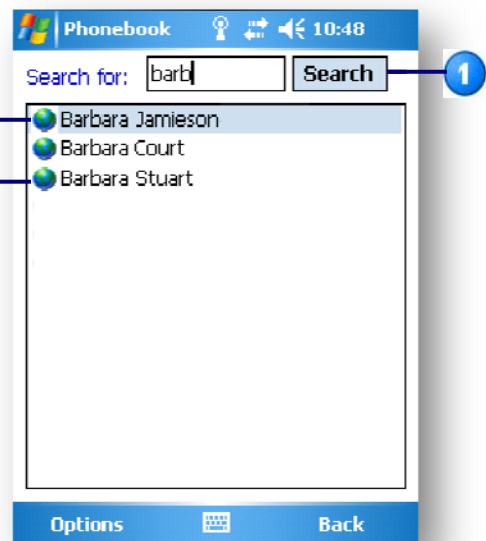 Phonebook 10:48
Search for: barb Search
1
Barbara Jamieson
Barbara Court
Barbara Stuart
Options Back